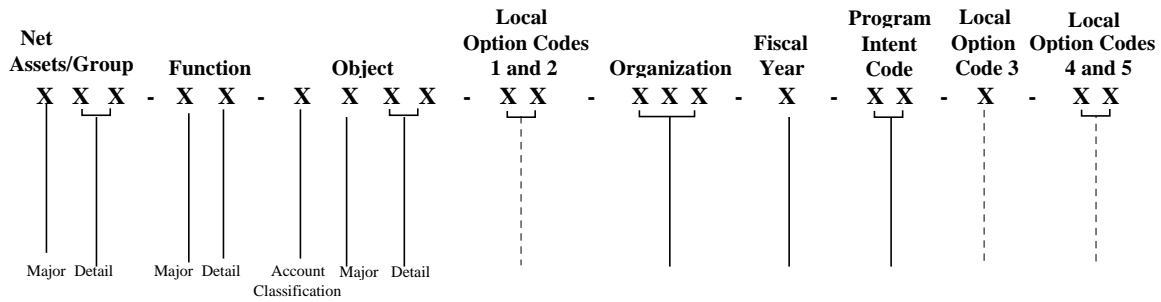 Net
Assets/Group
Function
Object
Local
Option Codes
1 and 2
Organization
Fiscal
Year
Program
Intent
Code
Local
Option
Code 3
Local
Option Codes
4 and 5
X X X - X X - X X X X - X X - X X X - X - X X - X - X X
Major Detail Major Detail Account Major Detail
Classification